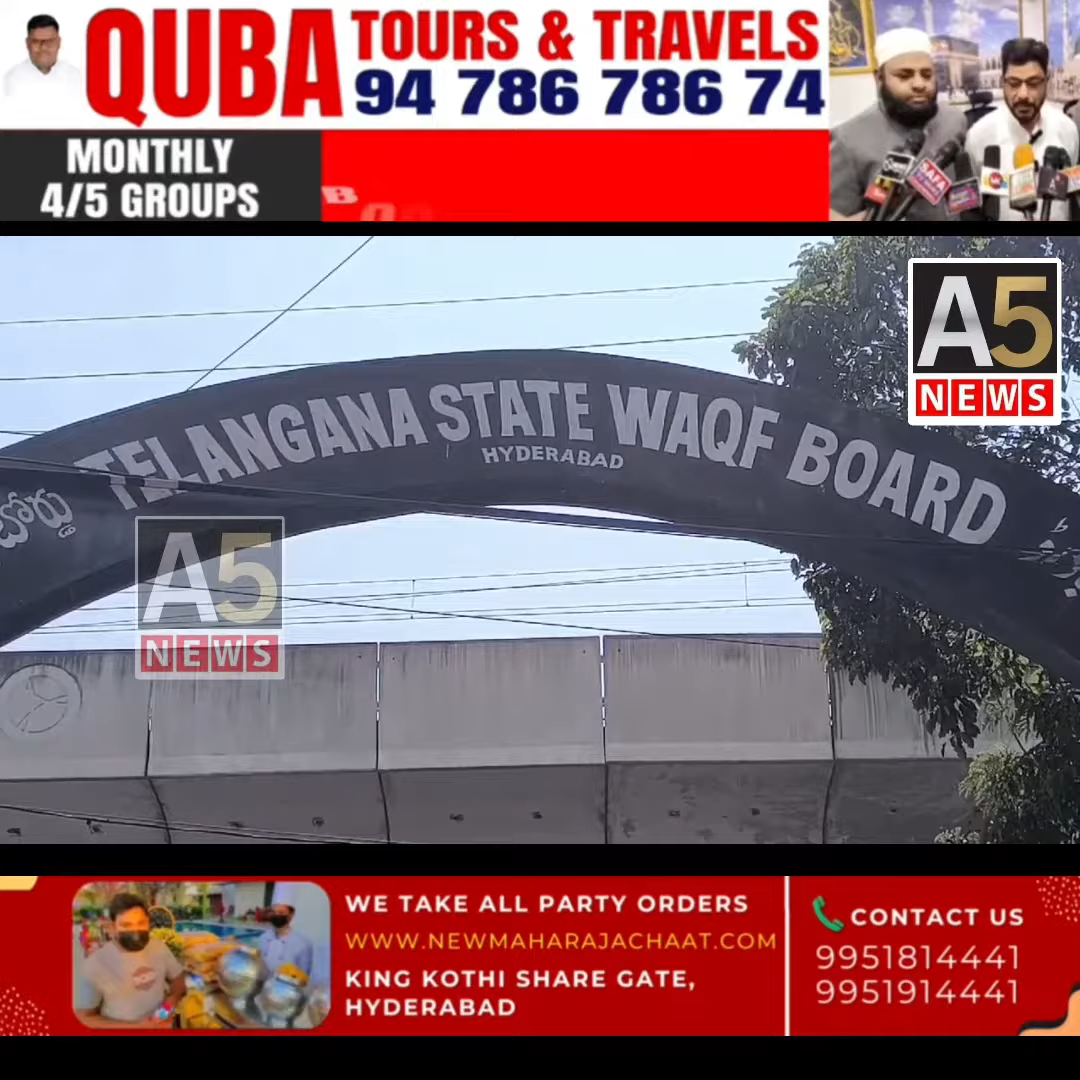 QUBA TOURS & TRAVELS
94 786 786 74
MONTHLY
4/5 GROUPS
SAFA
A5
NEWS
TELANGANA STATE WAQF BOARD
HYDERABAD
బోర్డు
A5
NEWS
WE TAKE ALL PARTY ORDERS
WWW.NEWMAHARAJACHAAT.COM
KING KOTHI SHARE GATE,
HYDERABAD
CONTACT US
9951814441
9951914441